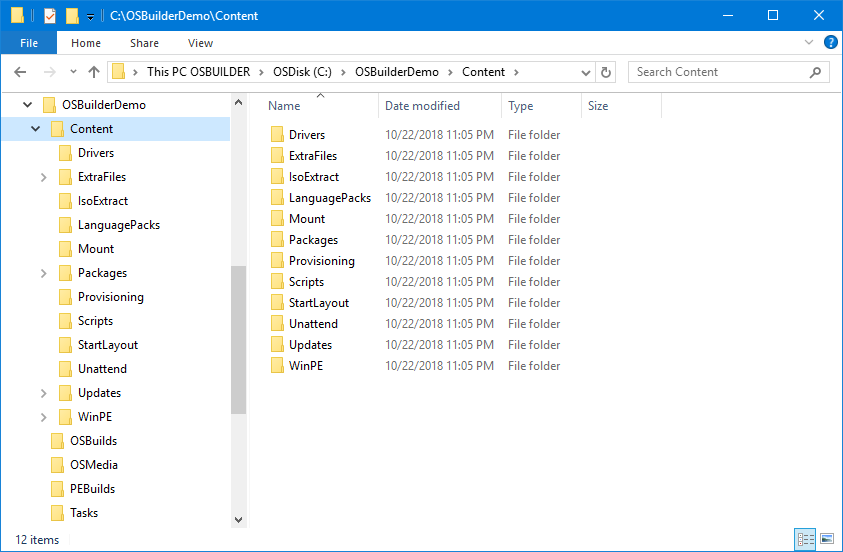 C:\OSBuilderDemo\Content
File Home Share View
This PC OSBUILDER OSDisk (C:) OSBuilderDemo Content Search Content
OSBuilderDemo
Content
Drivers
ExtraFiles
IsoExtract
LanguagePacks
Mount
Packages
Provisioning
Scripts
StartLayout
Unattend
Updates
WinPE
OSBuilds
OSMedia
PEBuilds
Tasks
Name Date modified Type Size
Drivers 10/22/2018 11:05 PM File folder
ExtraFiles 10/22/2018 11:05 PM File folder
IsoExtract 10/22/2018 11:05 PM File folder
LanguagePacks 10/22/2018 11:05 PM File folder
Mount 10/22/2018 11:05 PM File folder
Packages 10/22/2018 11:05 PM File folder
Provisioning 10/22/2018 11:05 PM File folder
Scripts 10/22/2018 11:05 PM File folder
StartLayout 10/22/2018 11:05 PM File folder
Unattend 10/22/2018 11:05 PM File folder
Updates 10/22/2018 11:05 PM File folder
WinPE 10/22/2018 11:05 PM File folder
12 items